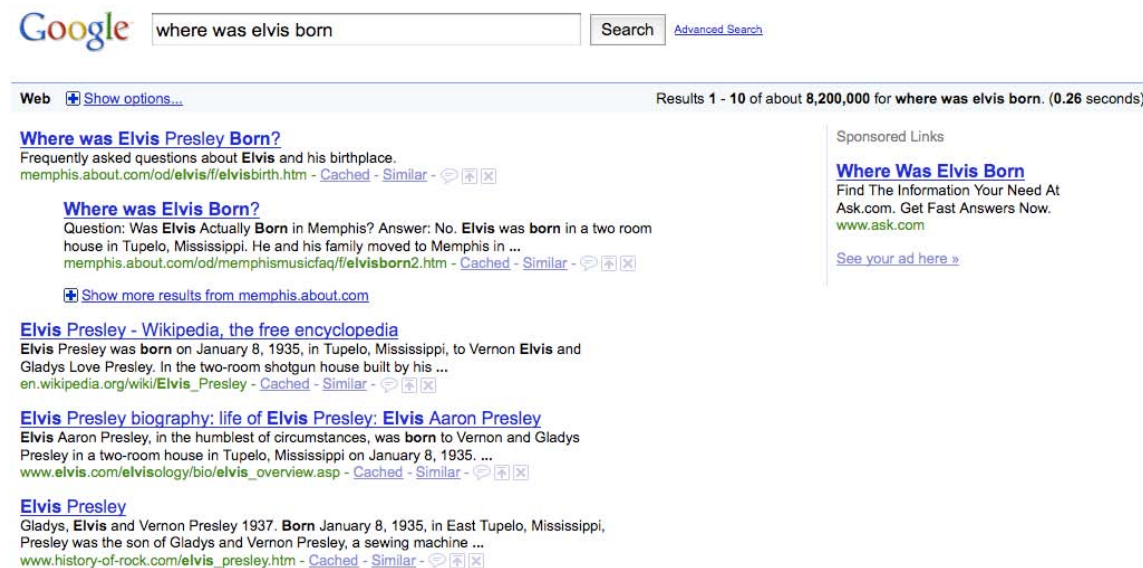 Google where was elvis born Search Advanced Search
Web Show options... Results 1 - 10 of about 8,200,000 for where was elvis born. (0.26 seconds)
Where was Elvis Presley Born?
Frequently asked questions about Elvis and his birthplace.
memphis.about.com/od/elvis/f/elvisbirth.htm - Cached - Similar -
Where was Elvis Born?
Question: Was Elvis Actually Born in Memphis? Answer: No. Elvis was born in a two room
house in Tupelo, Mississippi. He and his family moved to Memphis in ...
memphis.about.com/od/memphismusicfaq/f/elvisborn2.htm - Cached - Similar -
Show more results from memphis.about.com
Elvis Presley - Wikipedia, the free encyclopedia
Elvis Presley was born on January 8, 1935, in Tupelo, Mississippi, to Vernon Elvis and
Gladys Love Presley. In the two-room shotgun house built by his ...
en.wikipedia.org/wiki/Elvis_Presley - Cached - Similar -
Elvis Presley biography: life of Elvis Presley: Elvis Aaron Presley
Elvis Aaron Presley, in the humblest of circumstances, was born to Vernon and Gladys
Presley in a two-room house in Tupelo, Mississippi on January 8, 1935. ...
www.elvis.com/elvisology/bio/elvis_overview.asp - Cached - Similar -
Elvis Presley
Gladys, Elvis and Vernon Presley 1937. Born January 8, 1935, in East Tupelo, Mississippi,
Presley was the son of Gladys and Vernon Presley, a sewing machine ...
www.history-of-rock.com/elvis_presley.htm - Cached - Similar -
Sponsored Links
Where Was Elvis Born
Find The Information Your Need At
Ask.com. Get Fast Answers Now.
www.ask.com
See your ad here »